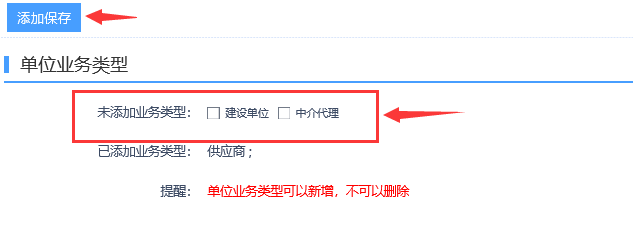 添加保存
单位业务类型
未添加业务类型： 建设单位 中介代理
已添加业务类型： 供应商 ;
提醒： 单位业务类型可以新增，不可以删除